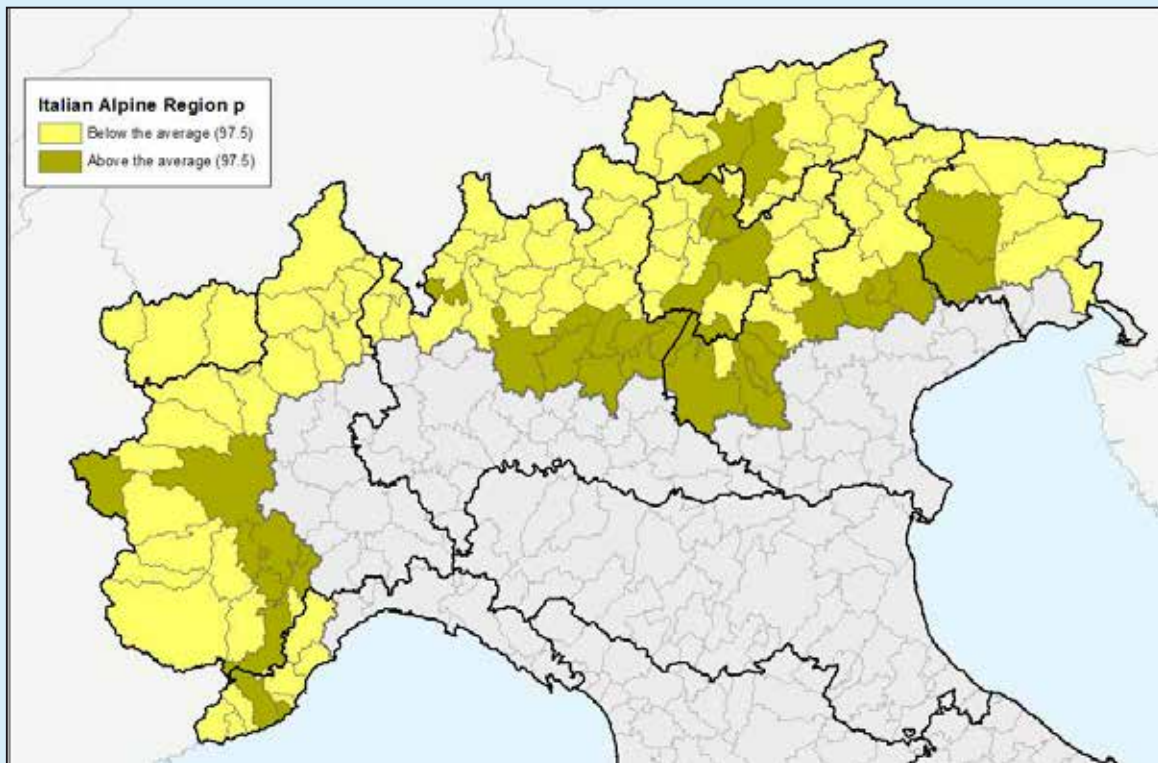 Italian Alpine Region p
Below the average (97.5)
Above the average (97.5)